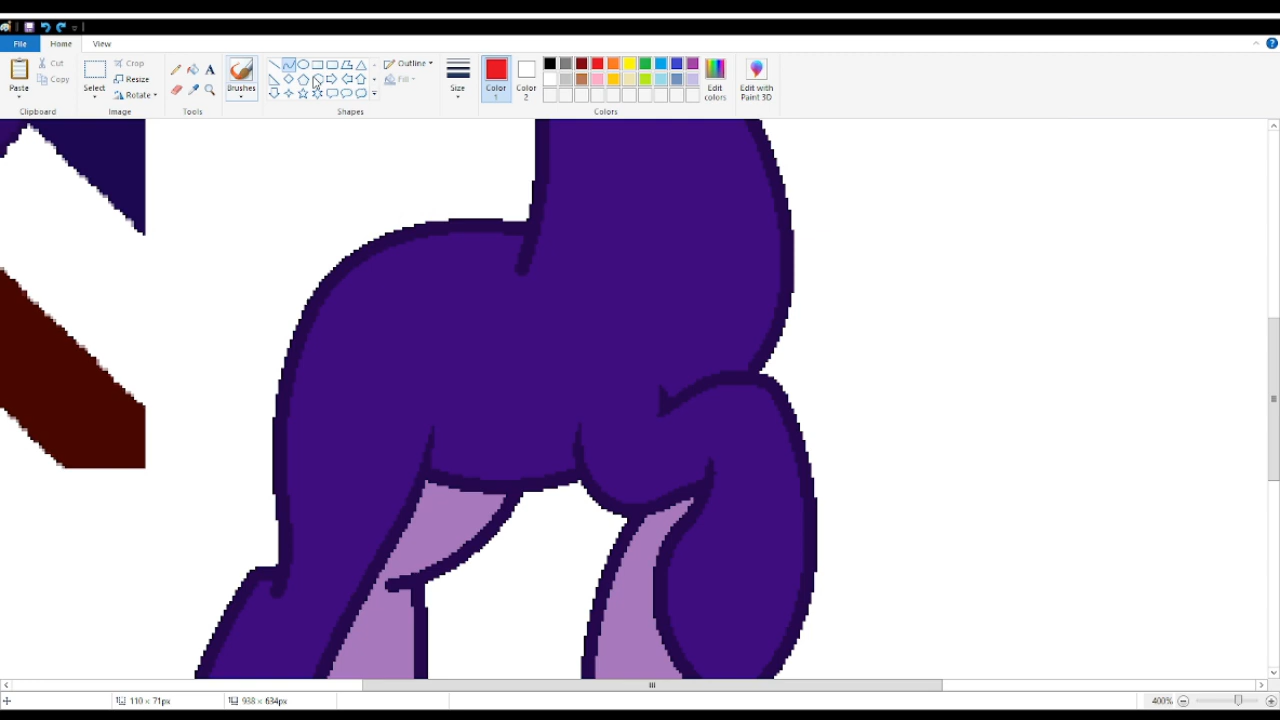 File Home View
Cut
Copy
Paste
Clipboard
Crop
Resize
Rotate
Select
Image
Tools
Brushes
Outline
Fill
Shapes
Size
Color 1
Color 2
Edit colors
Edit with Paint 3D
Colors
110 × 71px
938 × 634px
400%